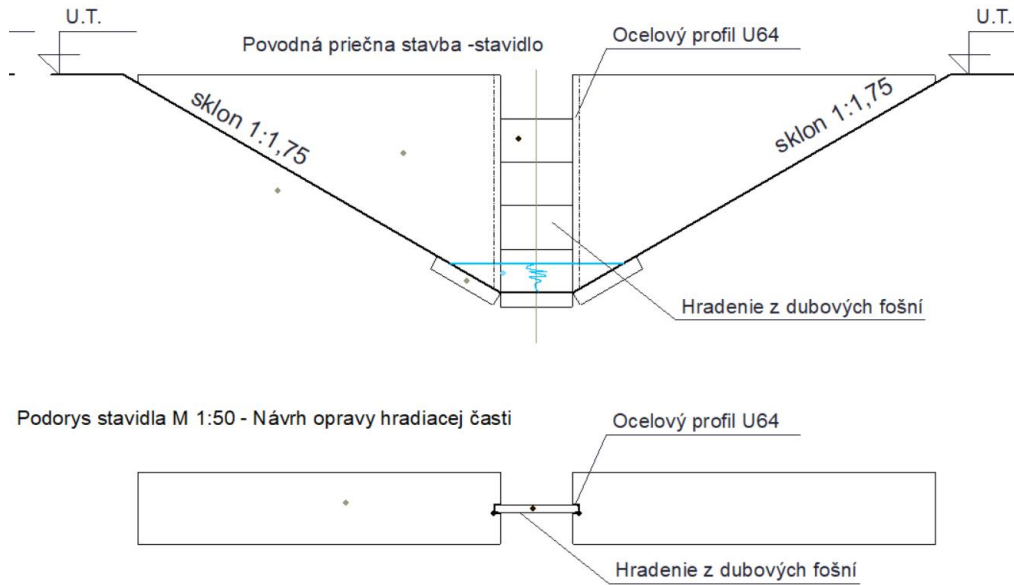 U.T.
U.T.
Povodná priečna stavba -stavidlo
Ocelový profil U64
sklon 1:1,75
sklon 1:1,75
Hradenie z dubových fošní
Podorys stavidla M 1:50 - Návrh opravy hradiacej časti
Ocelový profil U64
Hradenie z dubových fošní